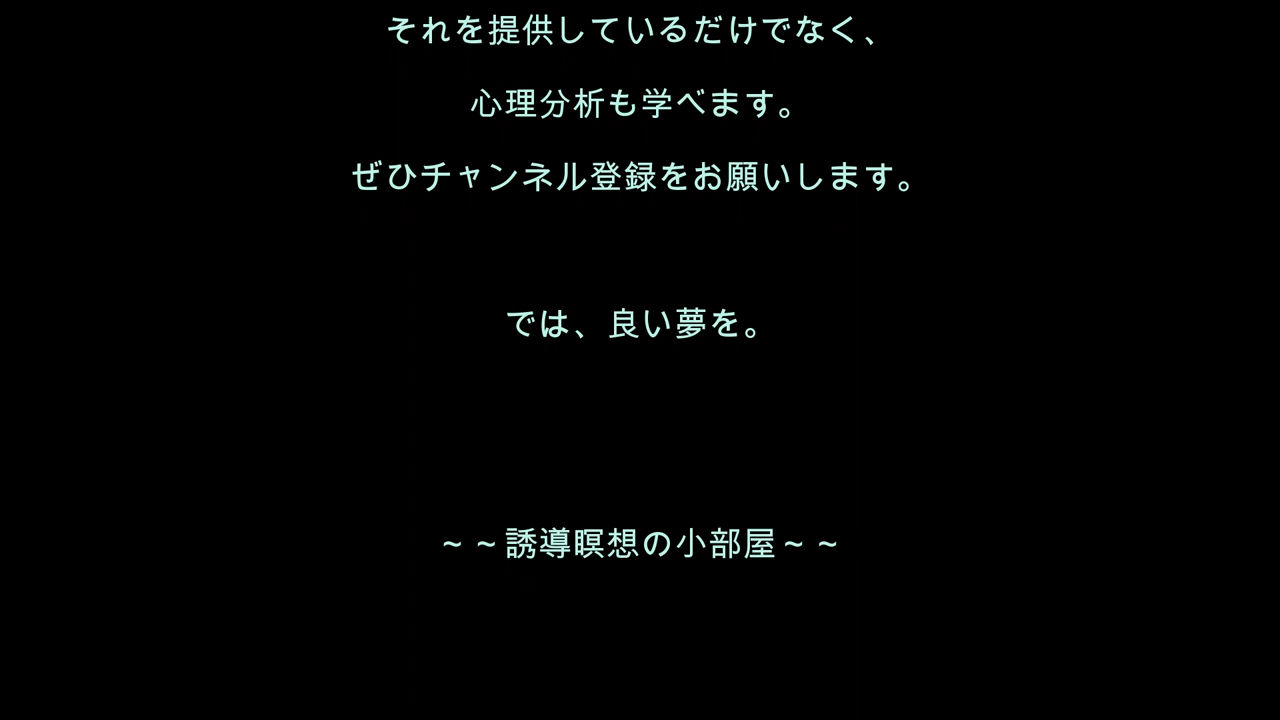 それを提供しているだけでなく、
心理分析も学べます。
ぜひチャンネル登録をお願いします。
では、良い夢を。
~ ~誘導瞑想の小部屋~ ~